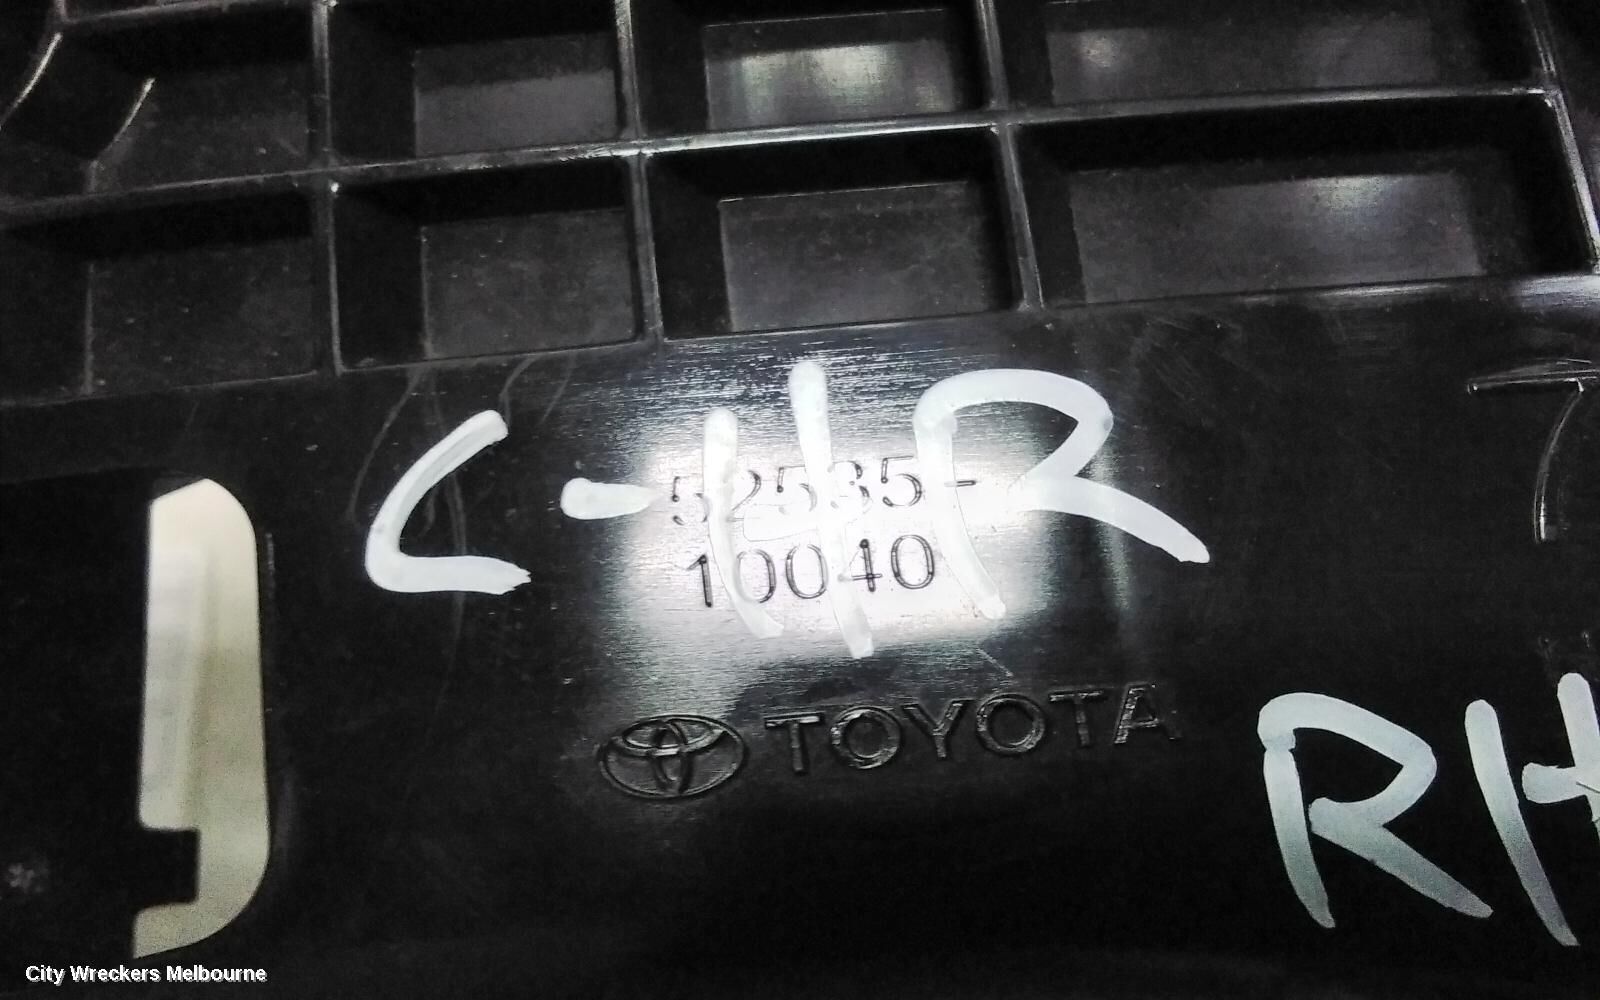 C-HR
52535-
10040
TOYOTA
RH
City Wreckers Melbourne